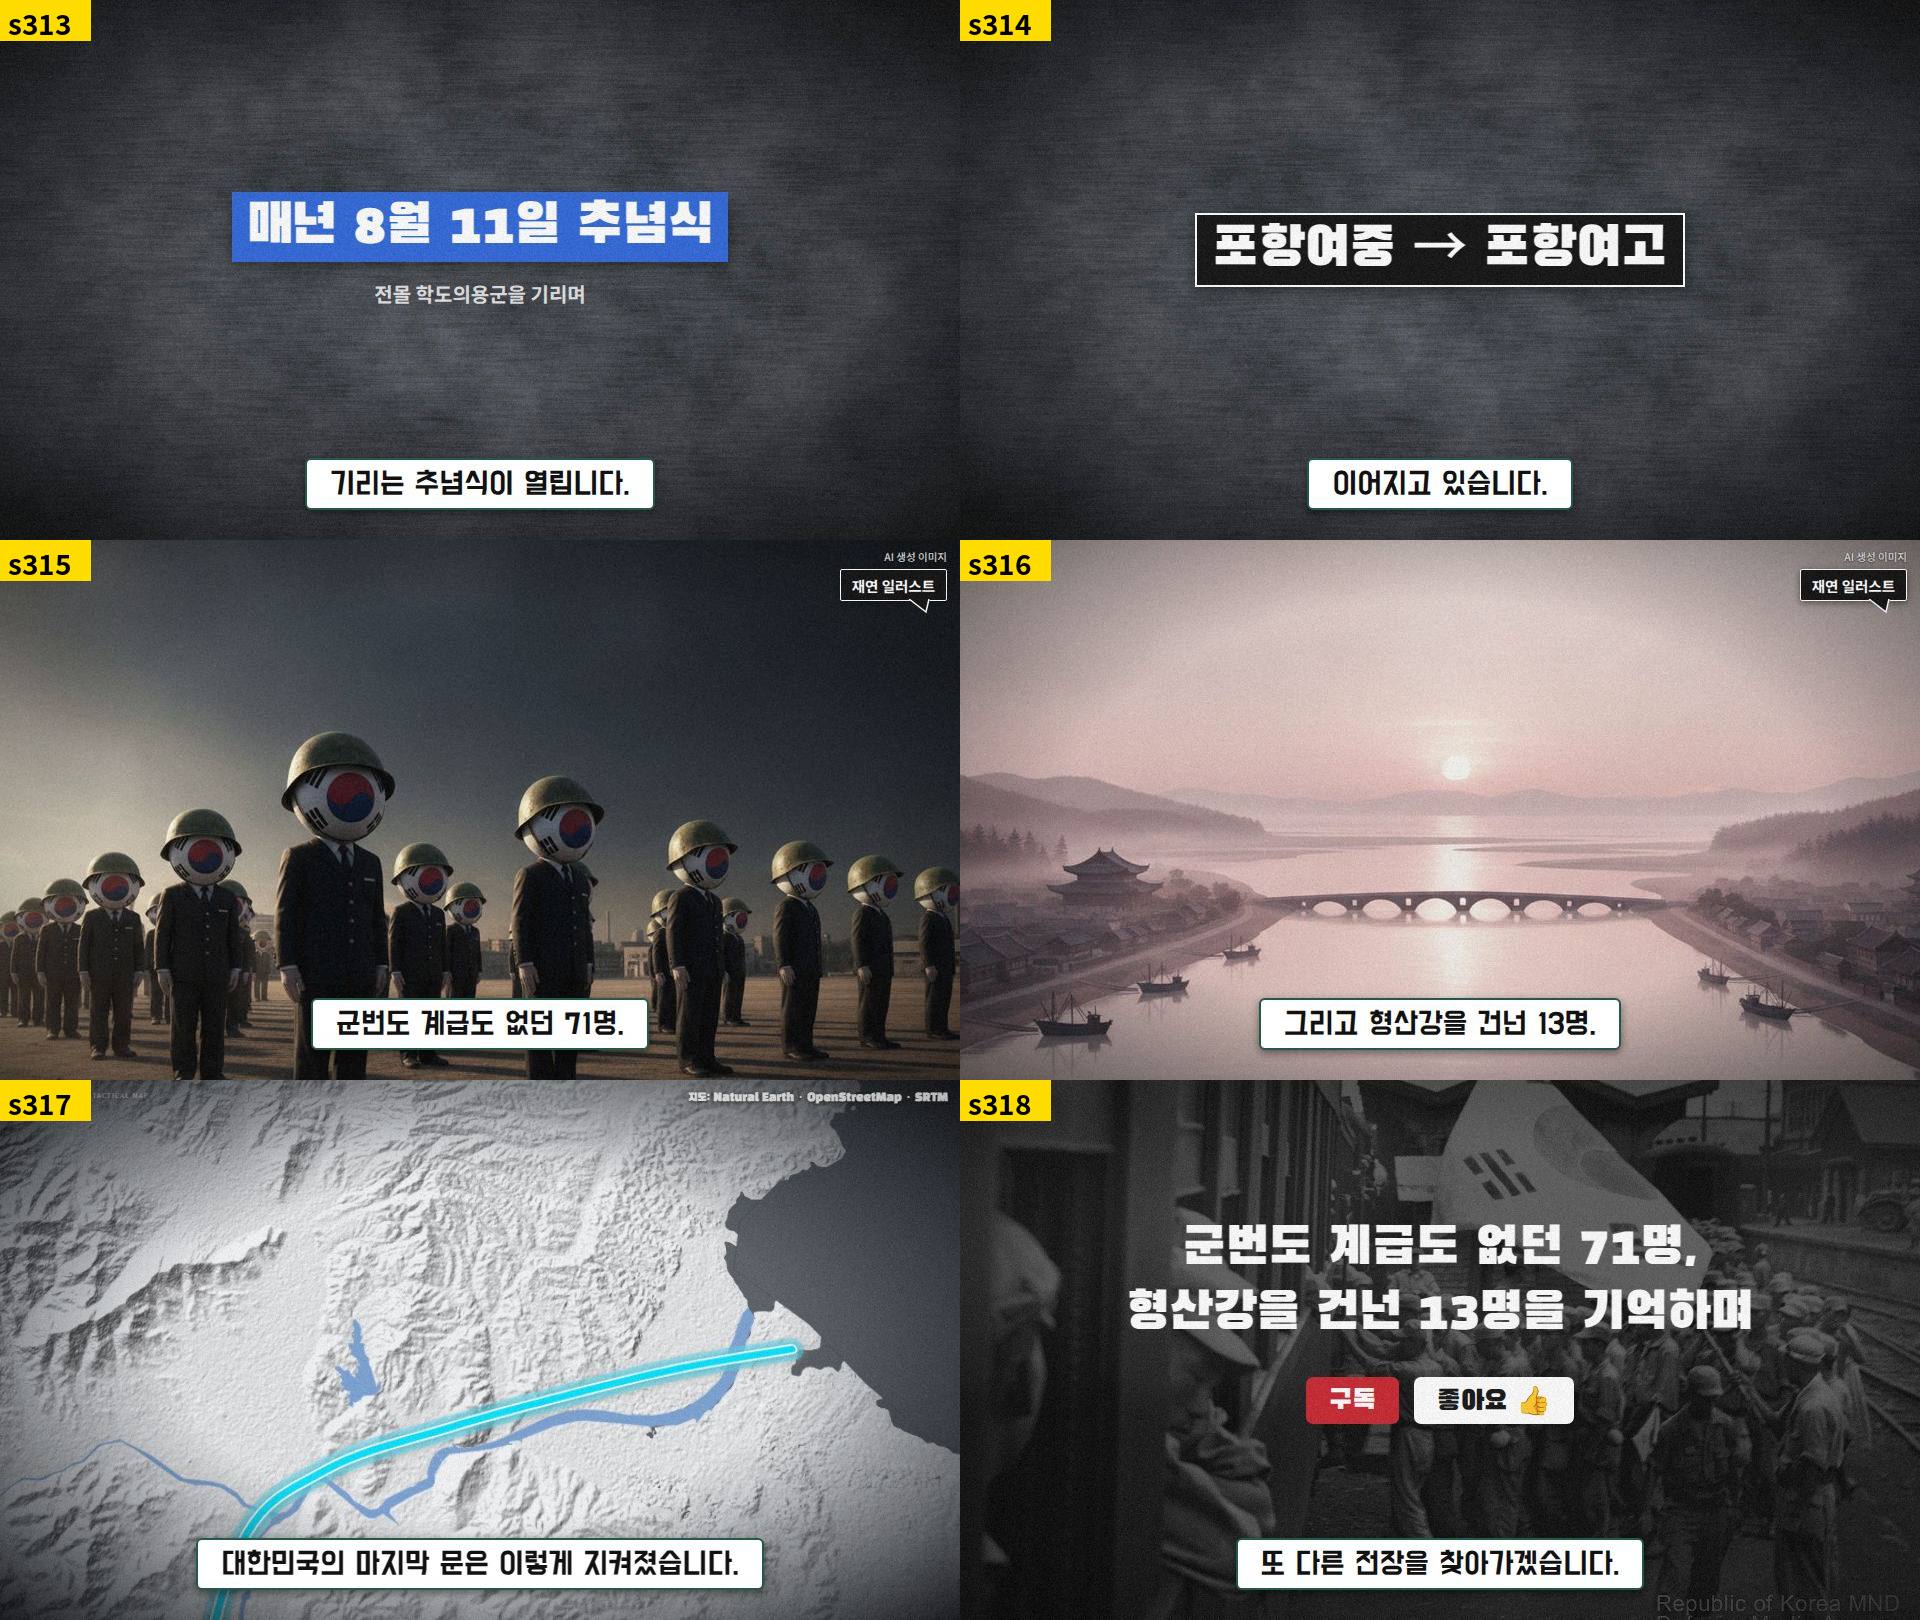 s313
매년 8월 11일 추념식
전몰 학도의용군을 기리며
기리는 추념식이 열립니다.
s314
포항여중 → 포항여고
이어지고 있습니다.
s315
AI 생성 이미지
재연 일러스트
군번도 계급도 없던 71명.
s316
AI 생성 이미지
재연 일러스트
그리고 형산강을 건넌 13명.
s317
TACTICAL MAP
지도: Natural Earth · OpenStreetMap · SRTM
대한민국의 마지막 문은 이렇게 지켜졌습니다.
s318
군번도 계급도 없던 71명,
형산강을 건넌 13명을 기억하며
구독
좋아요 👍
또 다른 전장을 찾아가겠습니다.
Republic of Korea MND